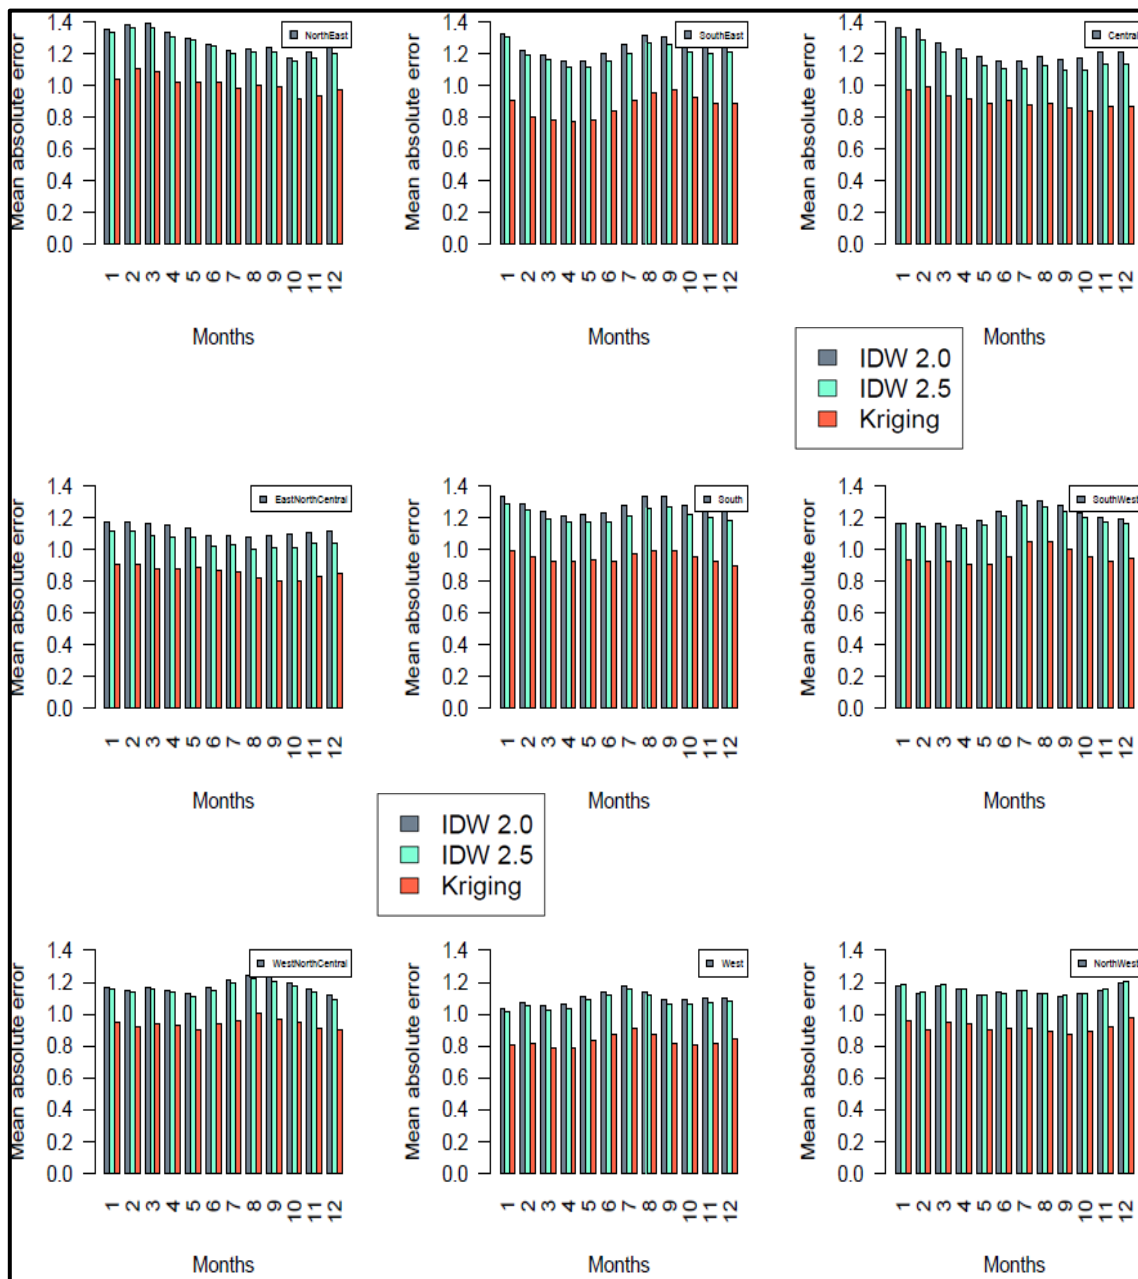 Mean absolute error
1.4
1.2
1.0
0.8
0.6
0.4
0.2
0.0
NorthEast
1 2 3 4 5 6 7 8 9 10 11 12
Months
Mean absolute error
1.4
1.2
1.0
0.8
0.6
0.4
0.2
0.0
SouthEast
1 2 3 4 5 6 7 8 9 10 11 12
Months
Mean absolute error
1.4
1.2
1.0
0.8
0.6
0.4
0.2
0.0
Central
1 2 3 4 5 6 7 8 9 10 11 12
Months
IDW 2.0
IDW 2.5
Kriging
Mean absolute error
1.4
1.2
1.0
0.8
0.6
0.4
0.2
0.0
EastNorthCentral
1 2 3 4 5 6 7 8 9 10 11 12
Months
Mean absolute error
1.4
1.2
1.0
0.8
0.6
0.4
0.2
0.0
South
1 2 3 4 5 6 7 8 9 10 11 12
Months
Mean absolute error
1.4
1.2
1.0
0.8
0.6
0.4
0.2
0.0
SouthWest
1 2 3 4 5 6 7 8 9 10 11 12
Months
IDW 2.0
IDW 2.5
Kriging
Mean absolute error
1.4
1.2
1.0
0.8
0.6
0.4
0.2
0.0
WestNorthCentral
1 2 3 4 5 6 7 8 9 10 11 12
Months
Mean absolute error
1.4
1.2
1.0
0.8
0.6
0.4
0.2
0.0
West
1 2 3 4 5 6 7 8 9 10 11 12
Months
Mean absolute error
1.4
1.2
1.0
0.8
0.6
0.4
0.2
0.0
NorthWest
1 2 3 4 5 6 7 8 9 10 11 12
Months